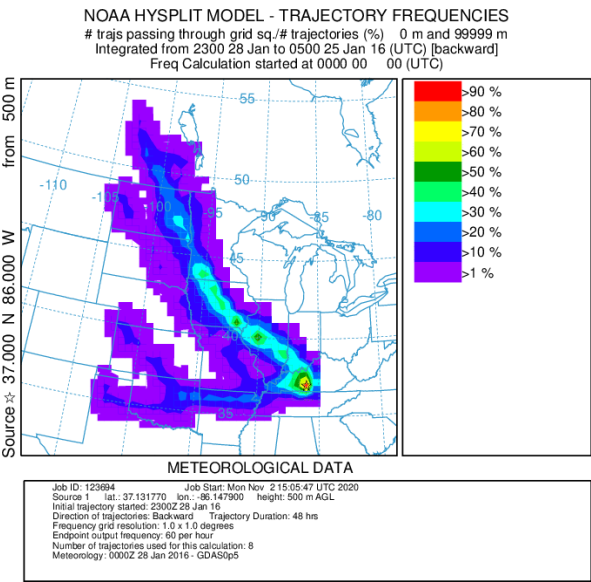 NOAA HYSPLIT MODEL - TRAJECTORY FREQUENCIES
# trajs passing through grid sq./# trajectories (%) 0 m and 99999 m
Integrated from 2300 28 Jan to 0500 25 Jan 16 (UTC) [backward]
Freq Calculation started at 0000 00 00 (UTC)
Source ☆ 37.000 N 86.000 W from 500 m
55
50
-110
-105
-100
-95
-90
-85
-80
45
40
35
>90 %
>80 %
>70 %
>60 %
>50 %
>40 %
>30 %
>20 %
>10 %
>1 %
METEOROLOGICAL DATA
Job ID: 123694 Job Start: Mon Nov 2 15:05:47 UTC 2020
Source 1 lat.: 37.131770 lon.: -86.147900 height: 500 m AGL
Initial trajectory started: 2300Z 28 Jan 16
Direction of trajectories: Backward Trajectory Duration: 48 hrs
Frequency grid resolution: 1.0 x 1.0 degrees
Endpoint output frequency: 60 per hour
Number of trajectories used for this calculation: 8
Meteorology: 0000Z 28 Jan 2016 - GDAS0p5